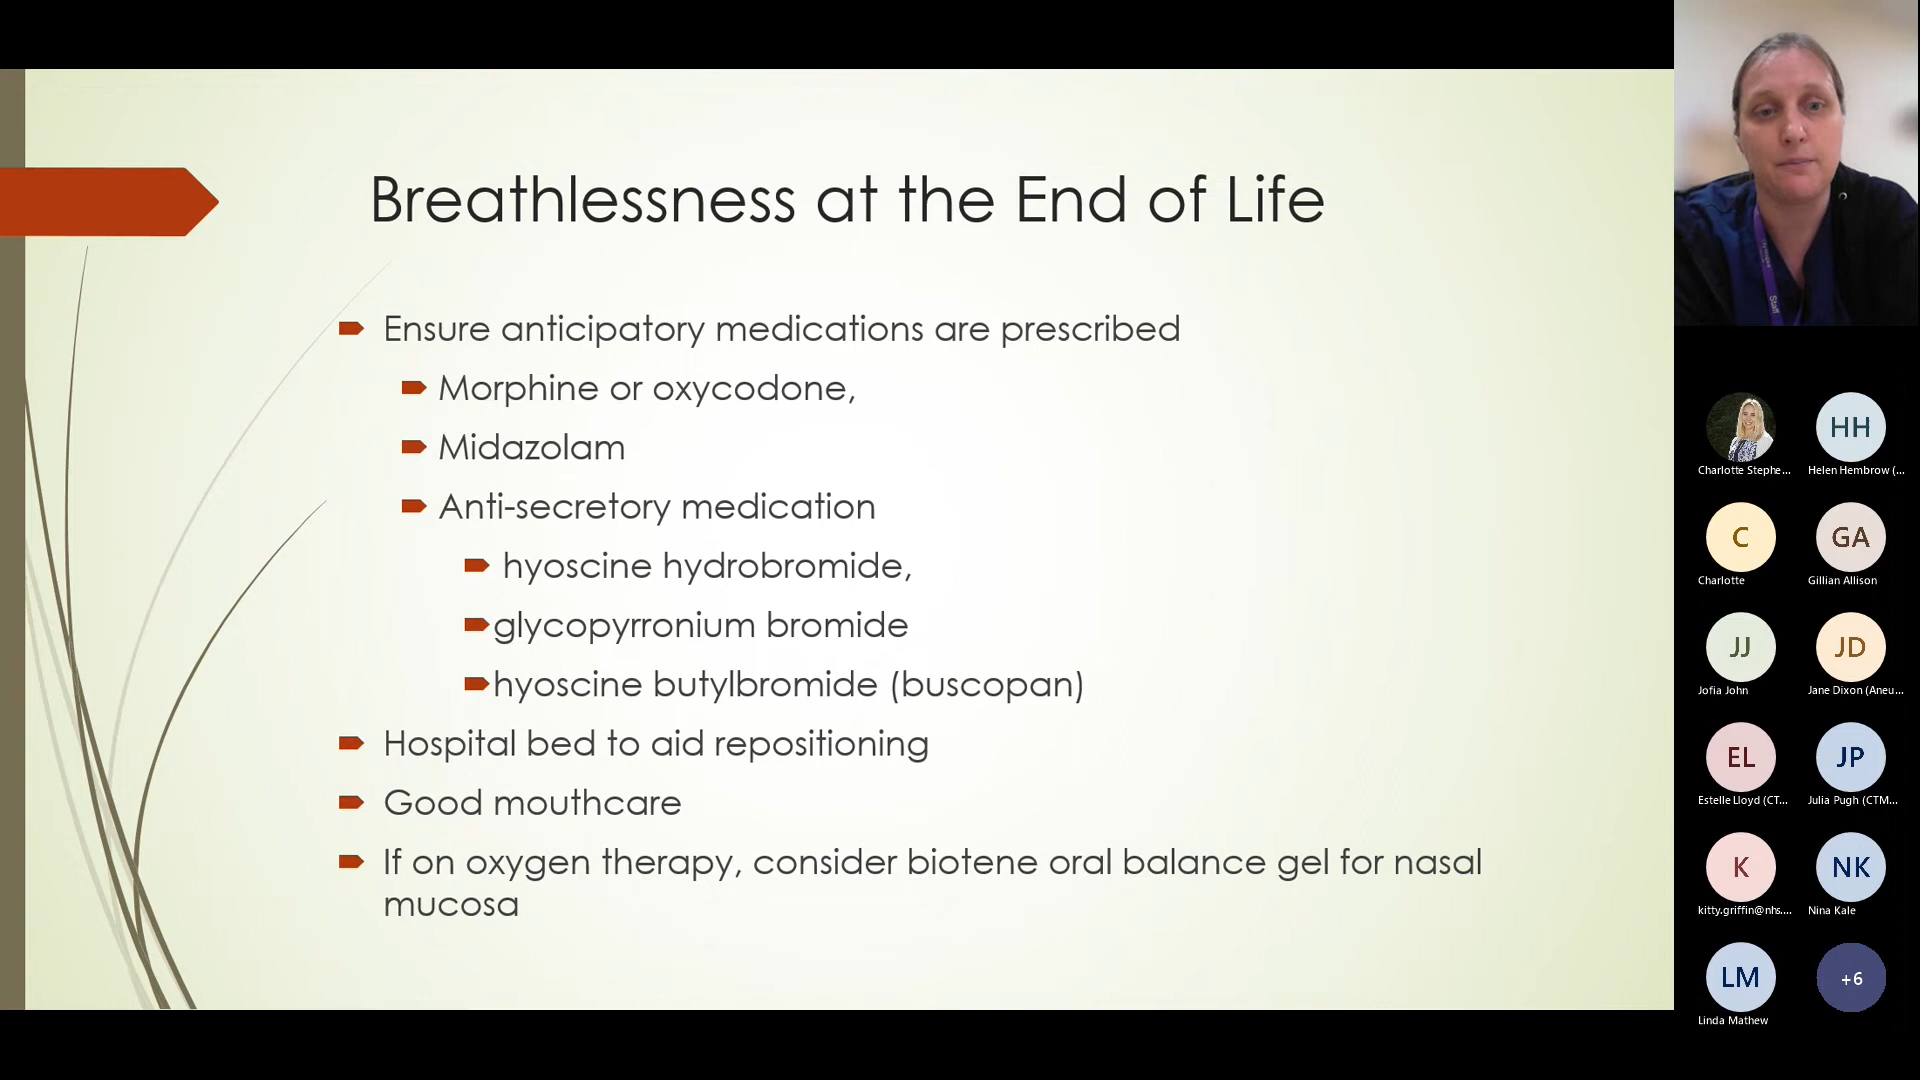 Breathlessness at the End of Life
Ensure anticipatory medications are prescribed
Morphine or oxycodone,
Midazolam
Anti-secretory medication
hyoscine hydrobromide,
glycopyrronium bromide
hyoscine butylbromide (buscopan)
Hospital bed to aid repositioning
Good mouthcare
If on oxygen therapy, consider biotene oral balance gel for nasal
mucosa
Staff
HH
Charlotte Stephe... Helen Hembrow (...
C GA
Charlotte Gillian Allison
JJ JD
Jofia John Jane Dixon (Aneu...
EL JP
Estelle Lloyd (CT... Julia Pugh (CTM...
K NK
kitty.griffin@nhs.... Nina Kale
LM +6
Linda Mathew